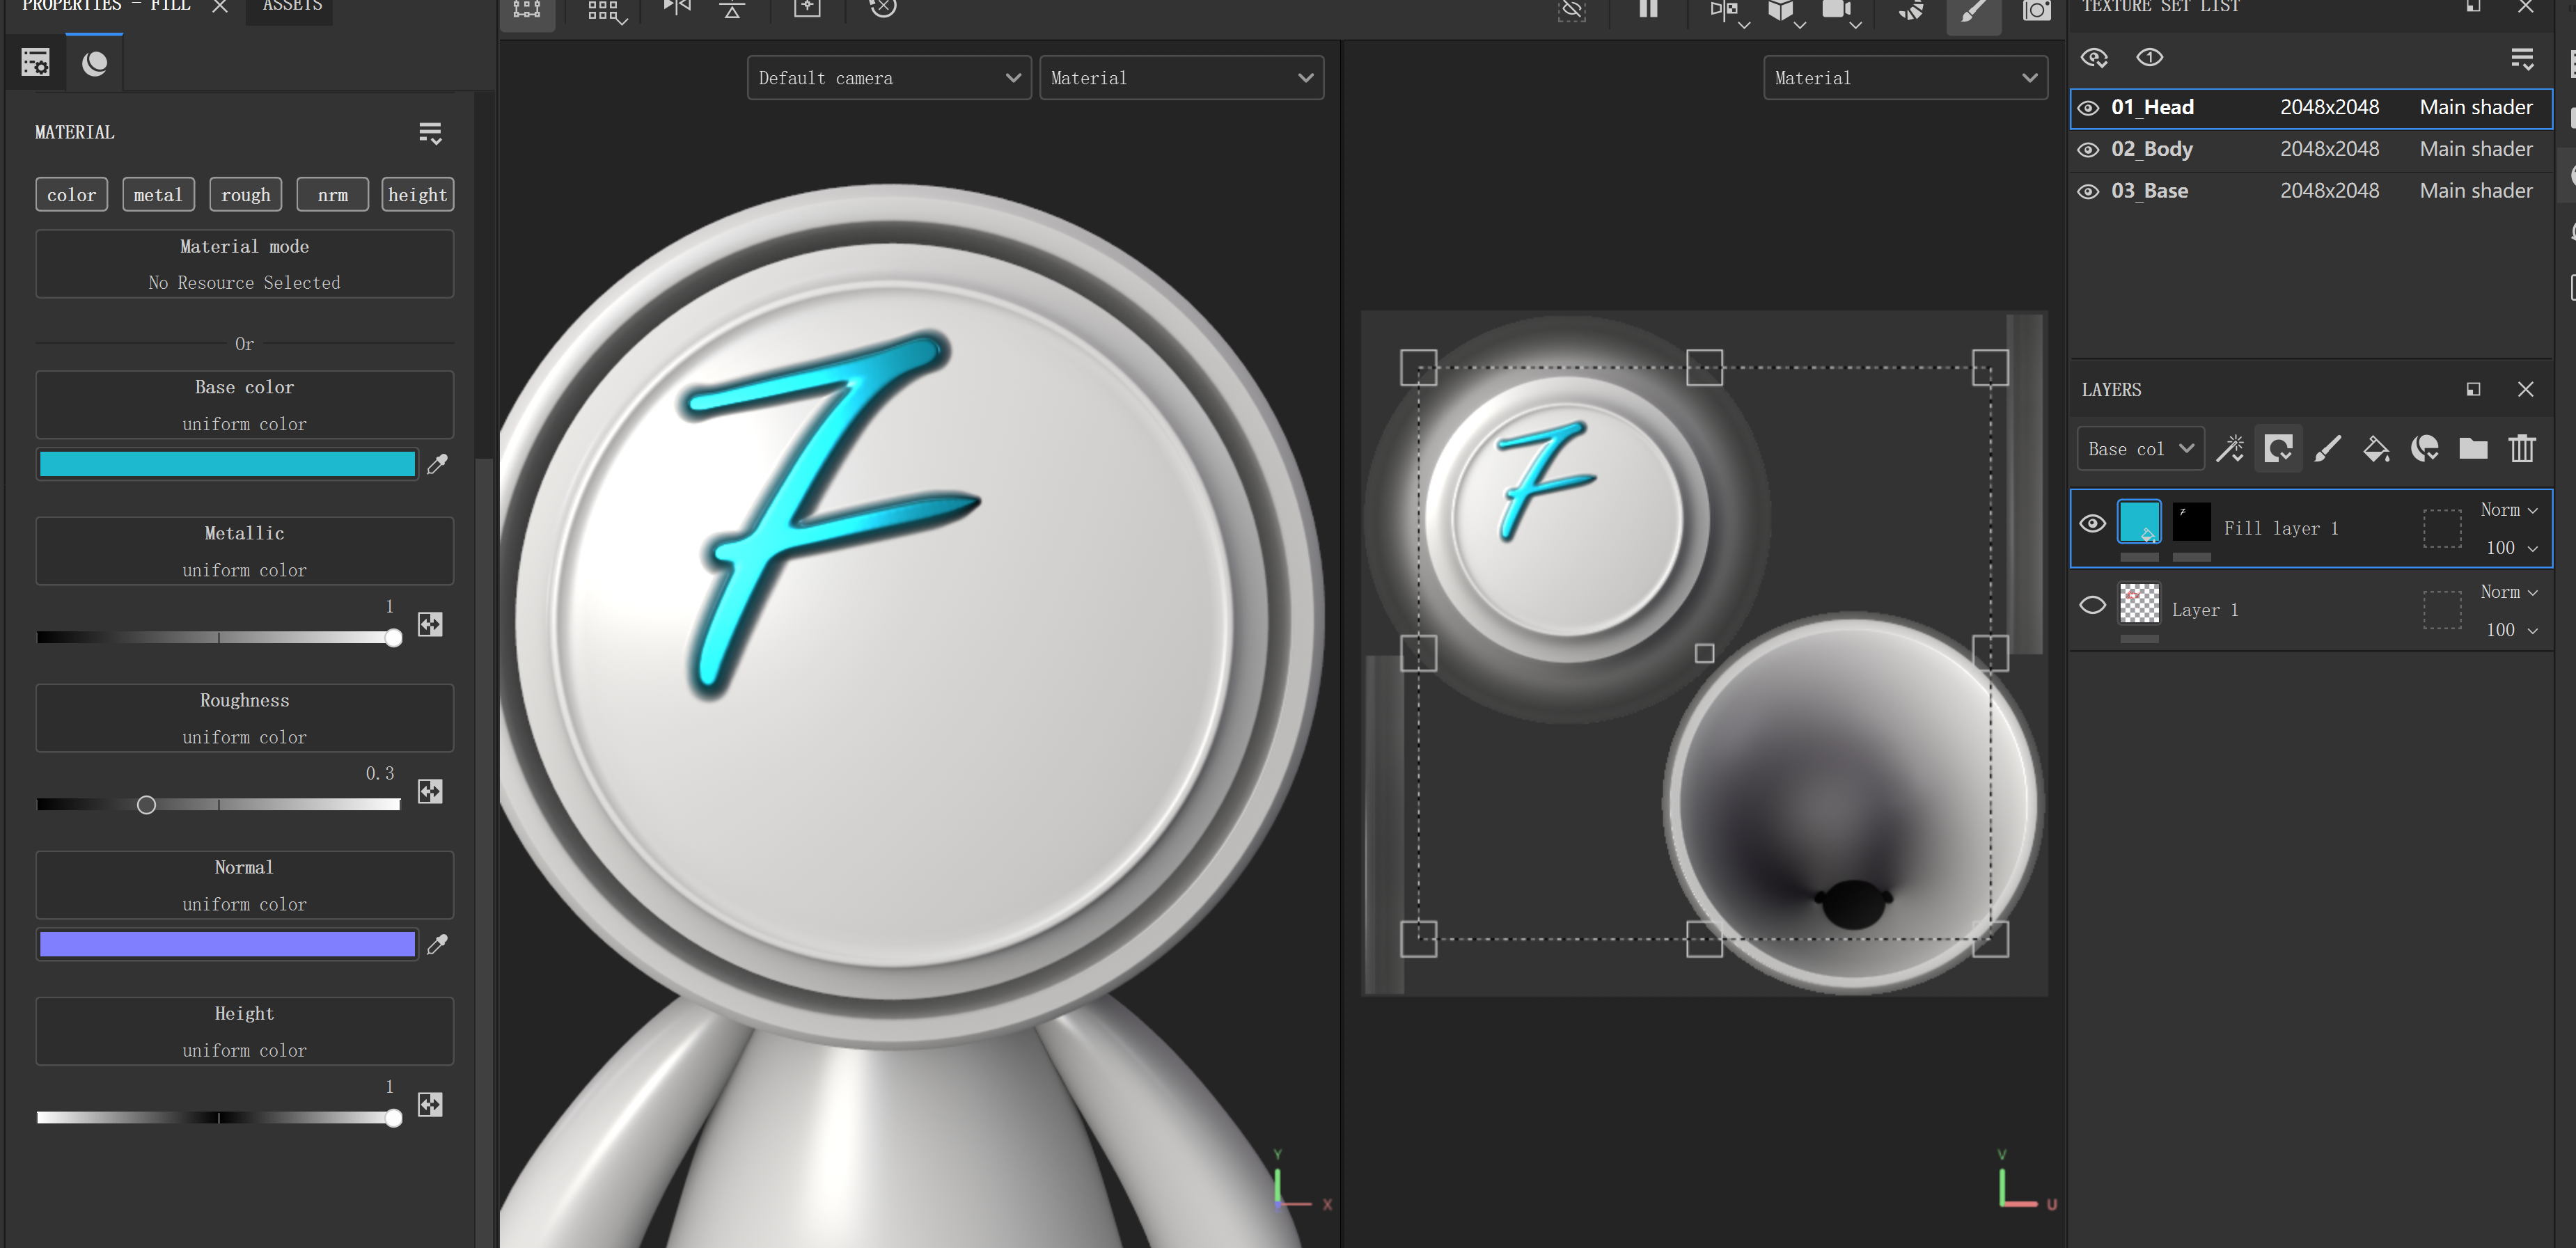 PROPERTIES - FILL
ASSETS
MATERIAL
color metal rough nrm height
Material mode
No Resource Selected
Or
Base color
uniform color
Metallic
uniform color
1
Roughness
uniform color
0.3
Normal
uniform color
Height
uniform color
1
Default camera
Material
Y
X
Material
V
U
TEXTURE SET LIST
1
01_Head 2048x2048 Main shader
02_Body 2048x2048 Main shader
03_Base 2048x2048 Main shader
LAYERS
Base col
Fill layer 1
Norm
100
Layer 1
Norm
100